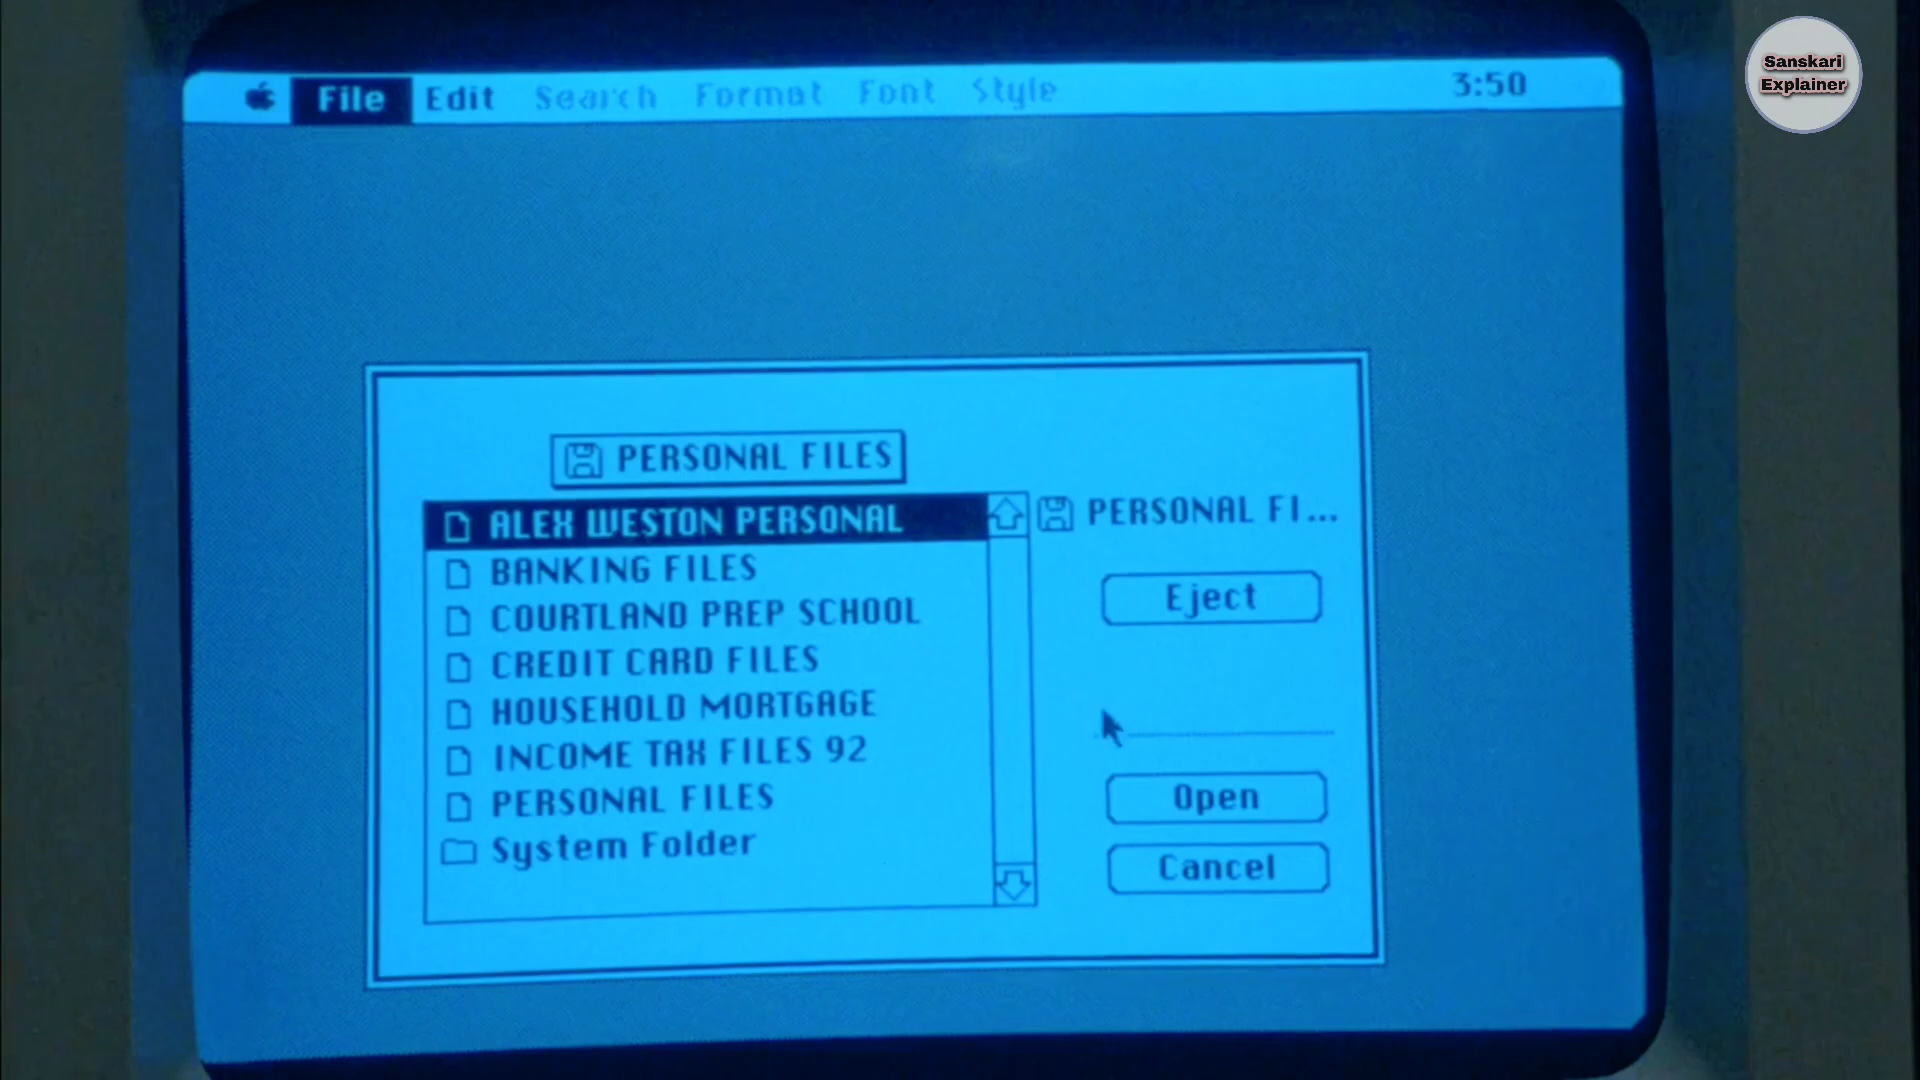 File Edit Search Format Font Style 3:50
Sanskari
Explainer
PERSONAL FILES
ALEX WESTON PERSONAL
PERSONAL FI...
BANKING FILES
Eject
COURTLAND PREP SCHOOL
CREDIT CARD FILES
HOUSEHOLD MORTGAGE
INCOME TAX FILES 92
PERSONAL FILES
Open
System Folder
Cancel